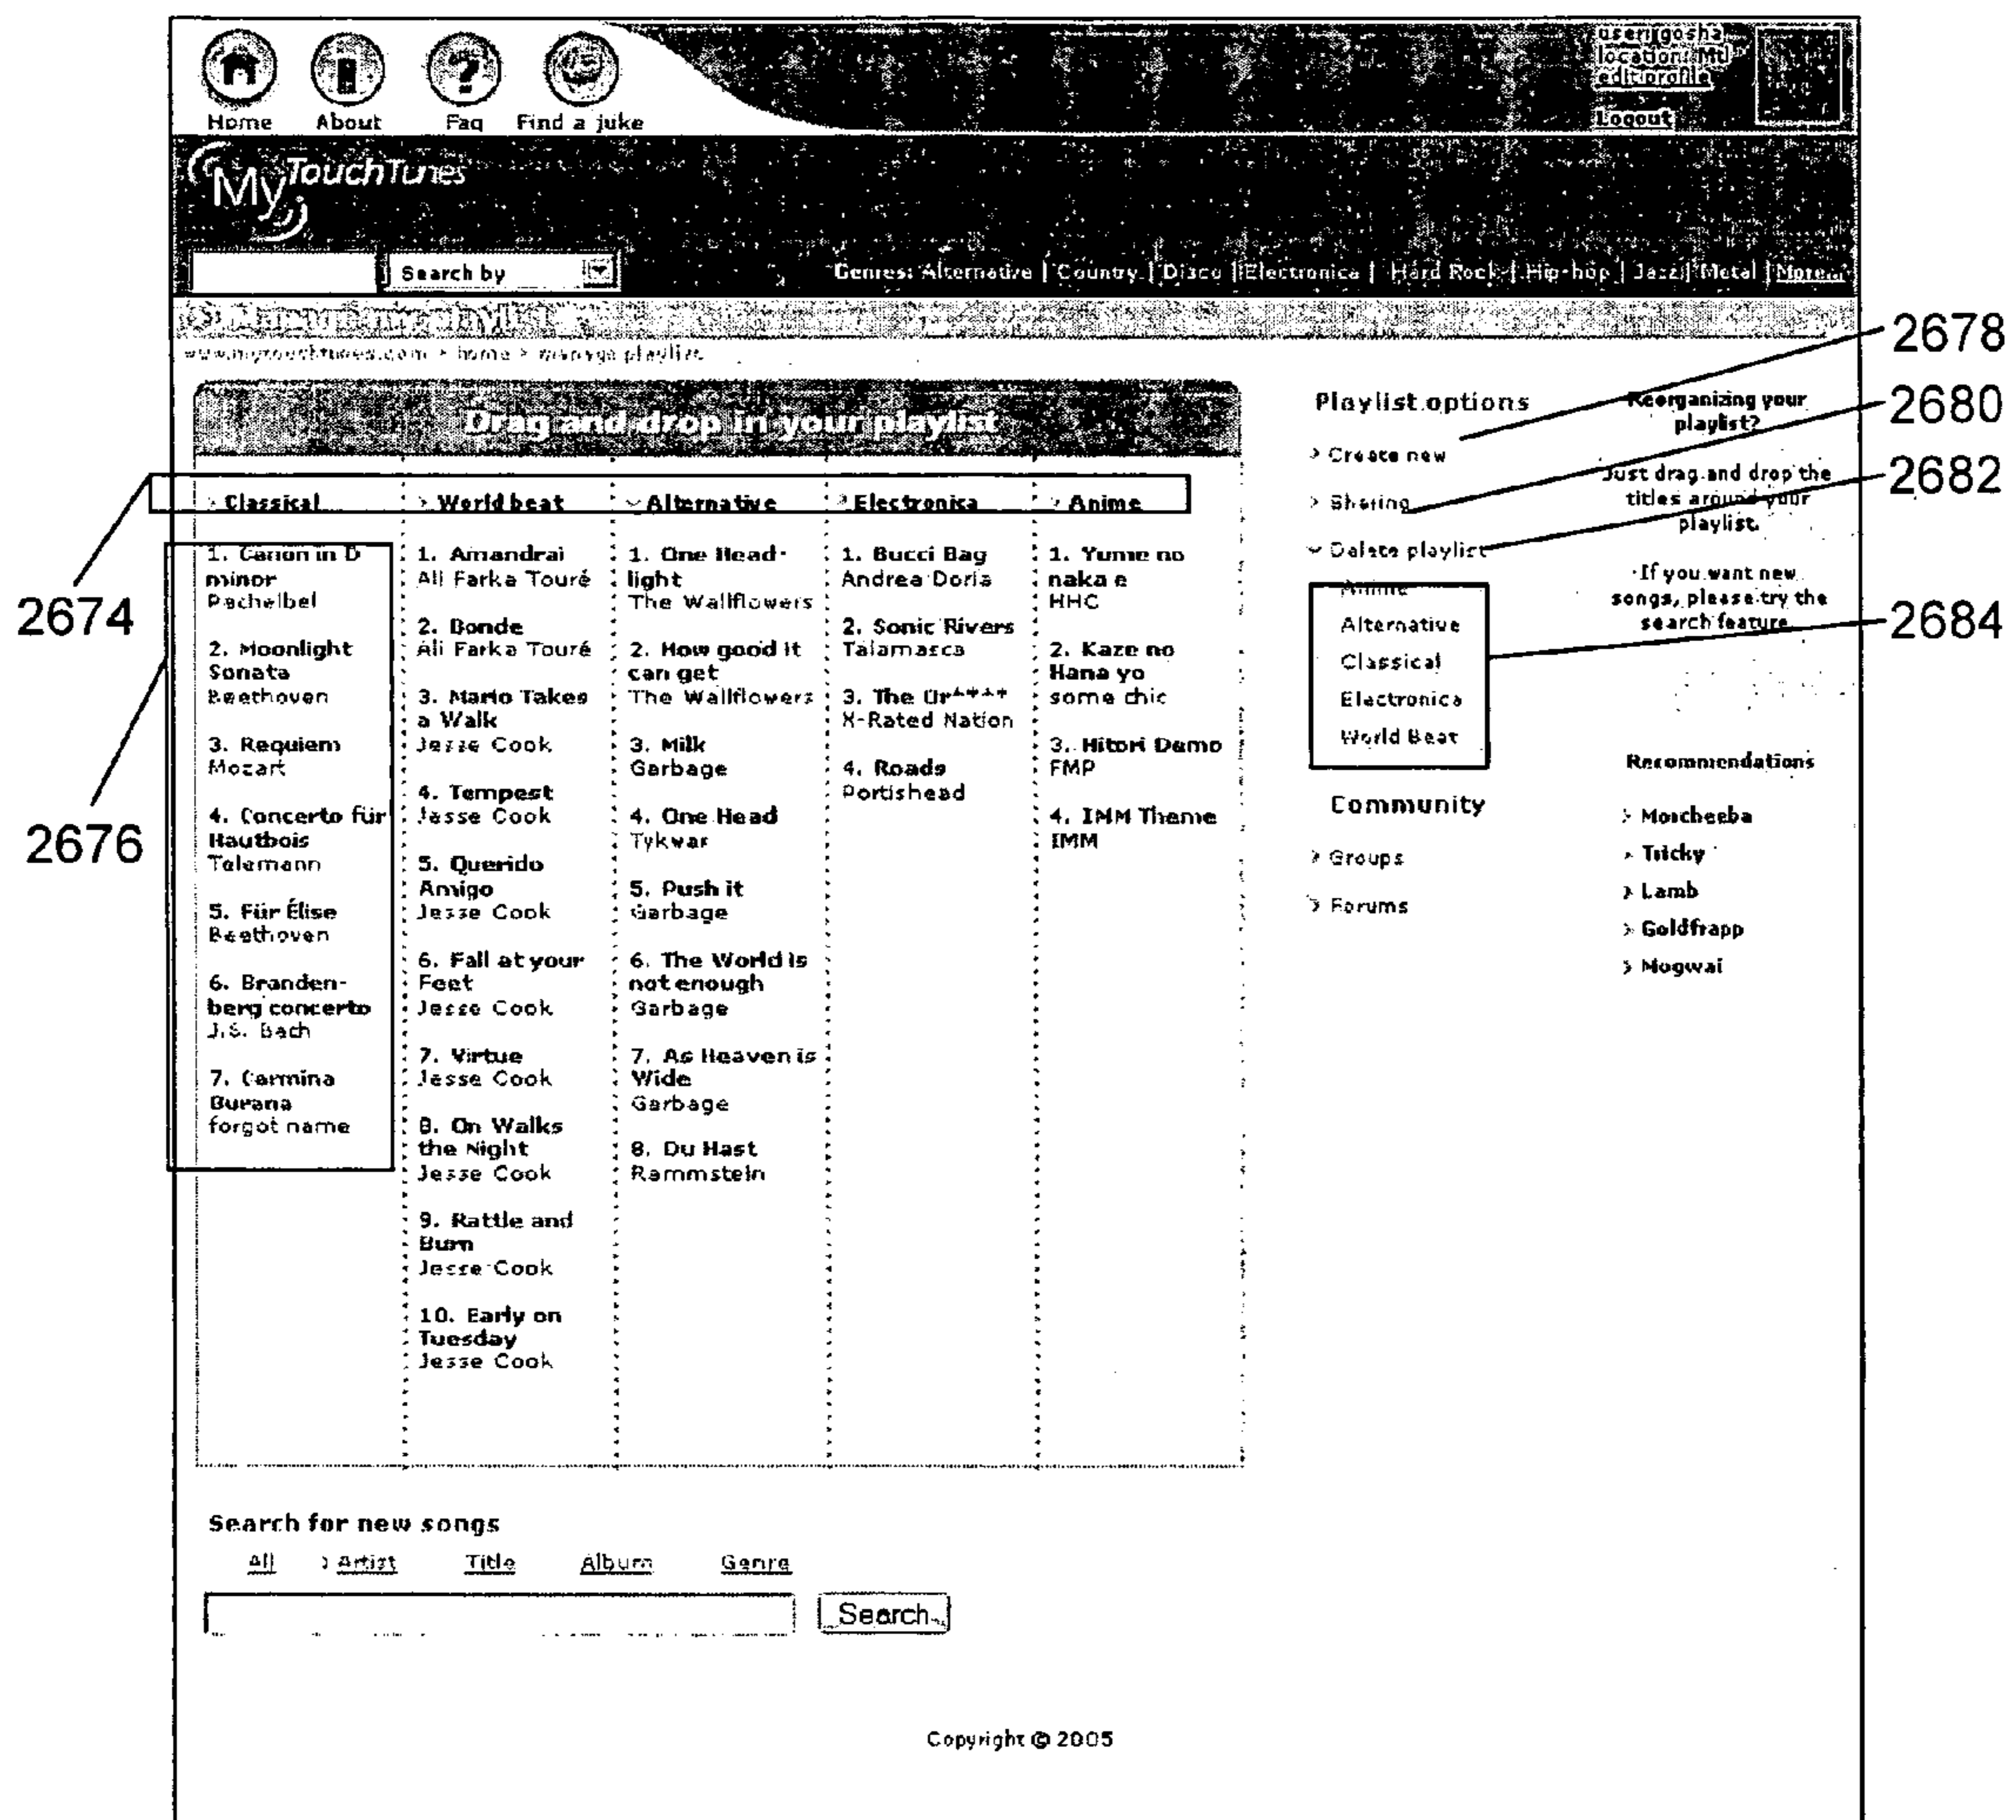 Home About Faq Find a juke
user: gosha
location: Mtl
edit profile
Logout
My TouchTunes
Search by
Genres: Alternative | Country | Disco | Electronica | Hard Rock | Hip-hop | Jazz | Metal | More...
Manage my playlist
www.mytouchtunes.com > home > manage playlist
Drag and drop in your playlist
2674
Classical
World beat
Alternative
Electronica
Anime
2676
1. Canon in D
minor
Pachelbel
2. Moonlight
Sonata
Beethoven
3. Requiem
Mozart
4. Concerto für
Hautbois
Telemann
5. Für Élise
Beethoven
6. Branden-
berg concerto
J.S. Bach
7. Carmina
Burana
forgot name
1. Amandrai
Ali Farka Touré
2. Bonde
Ali Farka Touré
3. Mario Takes
a Walk
Jesse Cook
4. Tempest
Jesse Cook
5. Querido
Amigo
Jesse Cook
6. Fall at your
Feet
Jesse Cook
7. Virtue
Jesse Cook
8. On Walks
the Night
Jesse Cook
9. Rattle and
Burn
Jesse Cook
10. Early on
Tuesday
Jesse Cook
1. One Head-
light
The Wallflowers
2. How good it
can get
The Wallflowers
3. Milk
Garbage
4. One Head
Tykwar
5. Push it
Garbage
6. The World is
not enough
Garbage
7. As Heaven is
Wide
Garbage
8. Du Hast
Rammstein
1. Bucci Bag
Andrea Doria
2. Sonic Rivers
Talamasca
3. The Ur****
X-Rated Nation
4. Roads
Portishead
1. Yume no
naka e
HHC
2. Kaze no
Hana yo
some chic
3. Hitori Demo
FMP
4. IMM Theme
IMM
Playlist options
> Create new
> Sharing
Delete playlist
Anime
Alternative
Classical
Electronica
World Beat
Community
> Groups
> Forums
Reorganizing your
playlist?
Just drag and drop the
titles around your
playlist.
If you want new
songs, please try the
search feature
Recommendations
> Morcheeba
> Tricky
> Lamb
> Goldfrapp
> Mogwai
2678
2680
2682
2684
Search for new songs
All > Artist Title Album Genre
Search
Copyright © 2005